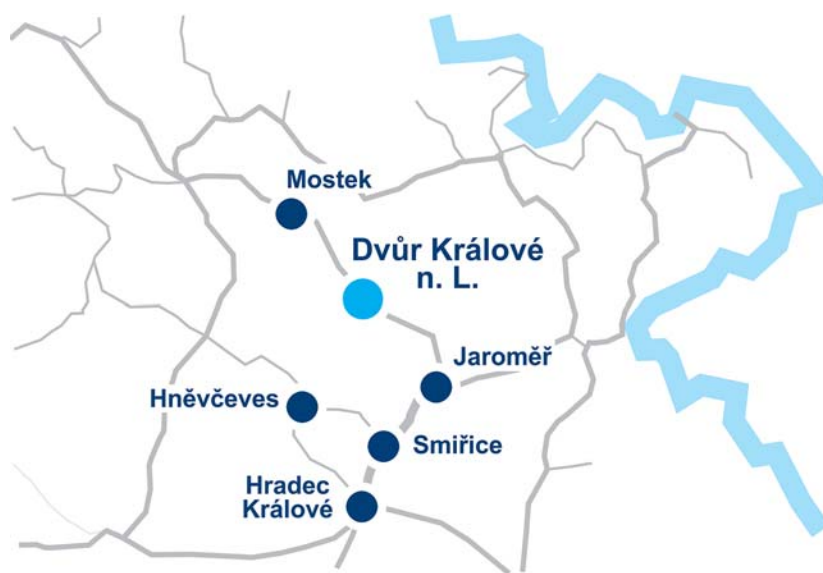 Mostek
Dvůr Králové
n. L.
Jaroměř
Hněvčeves
Smiřice
Hradec
Králové